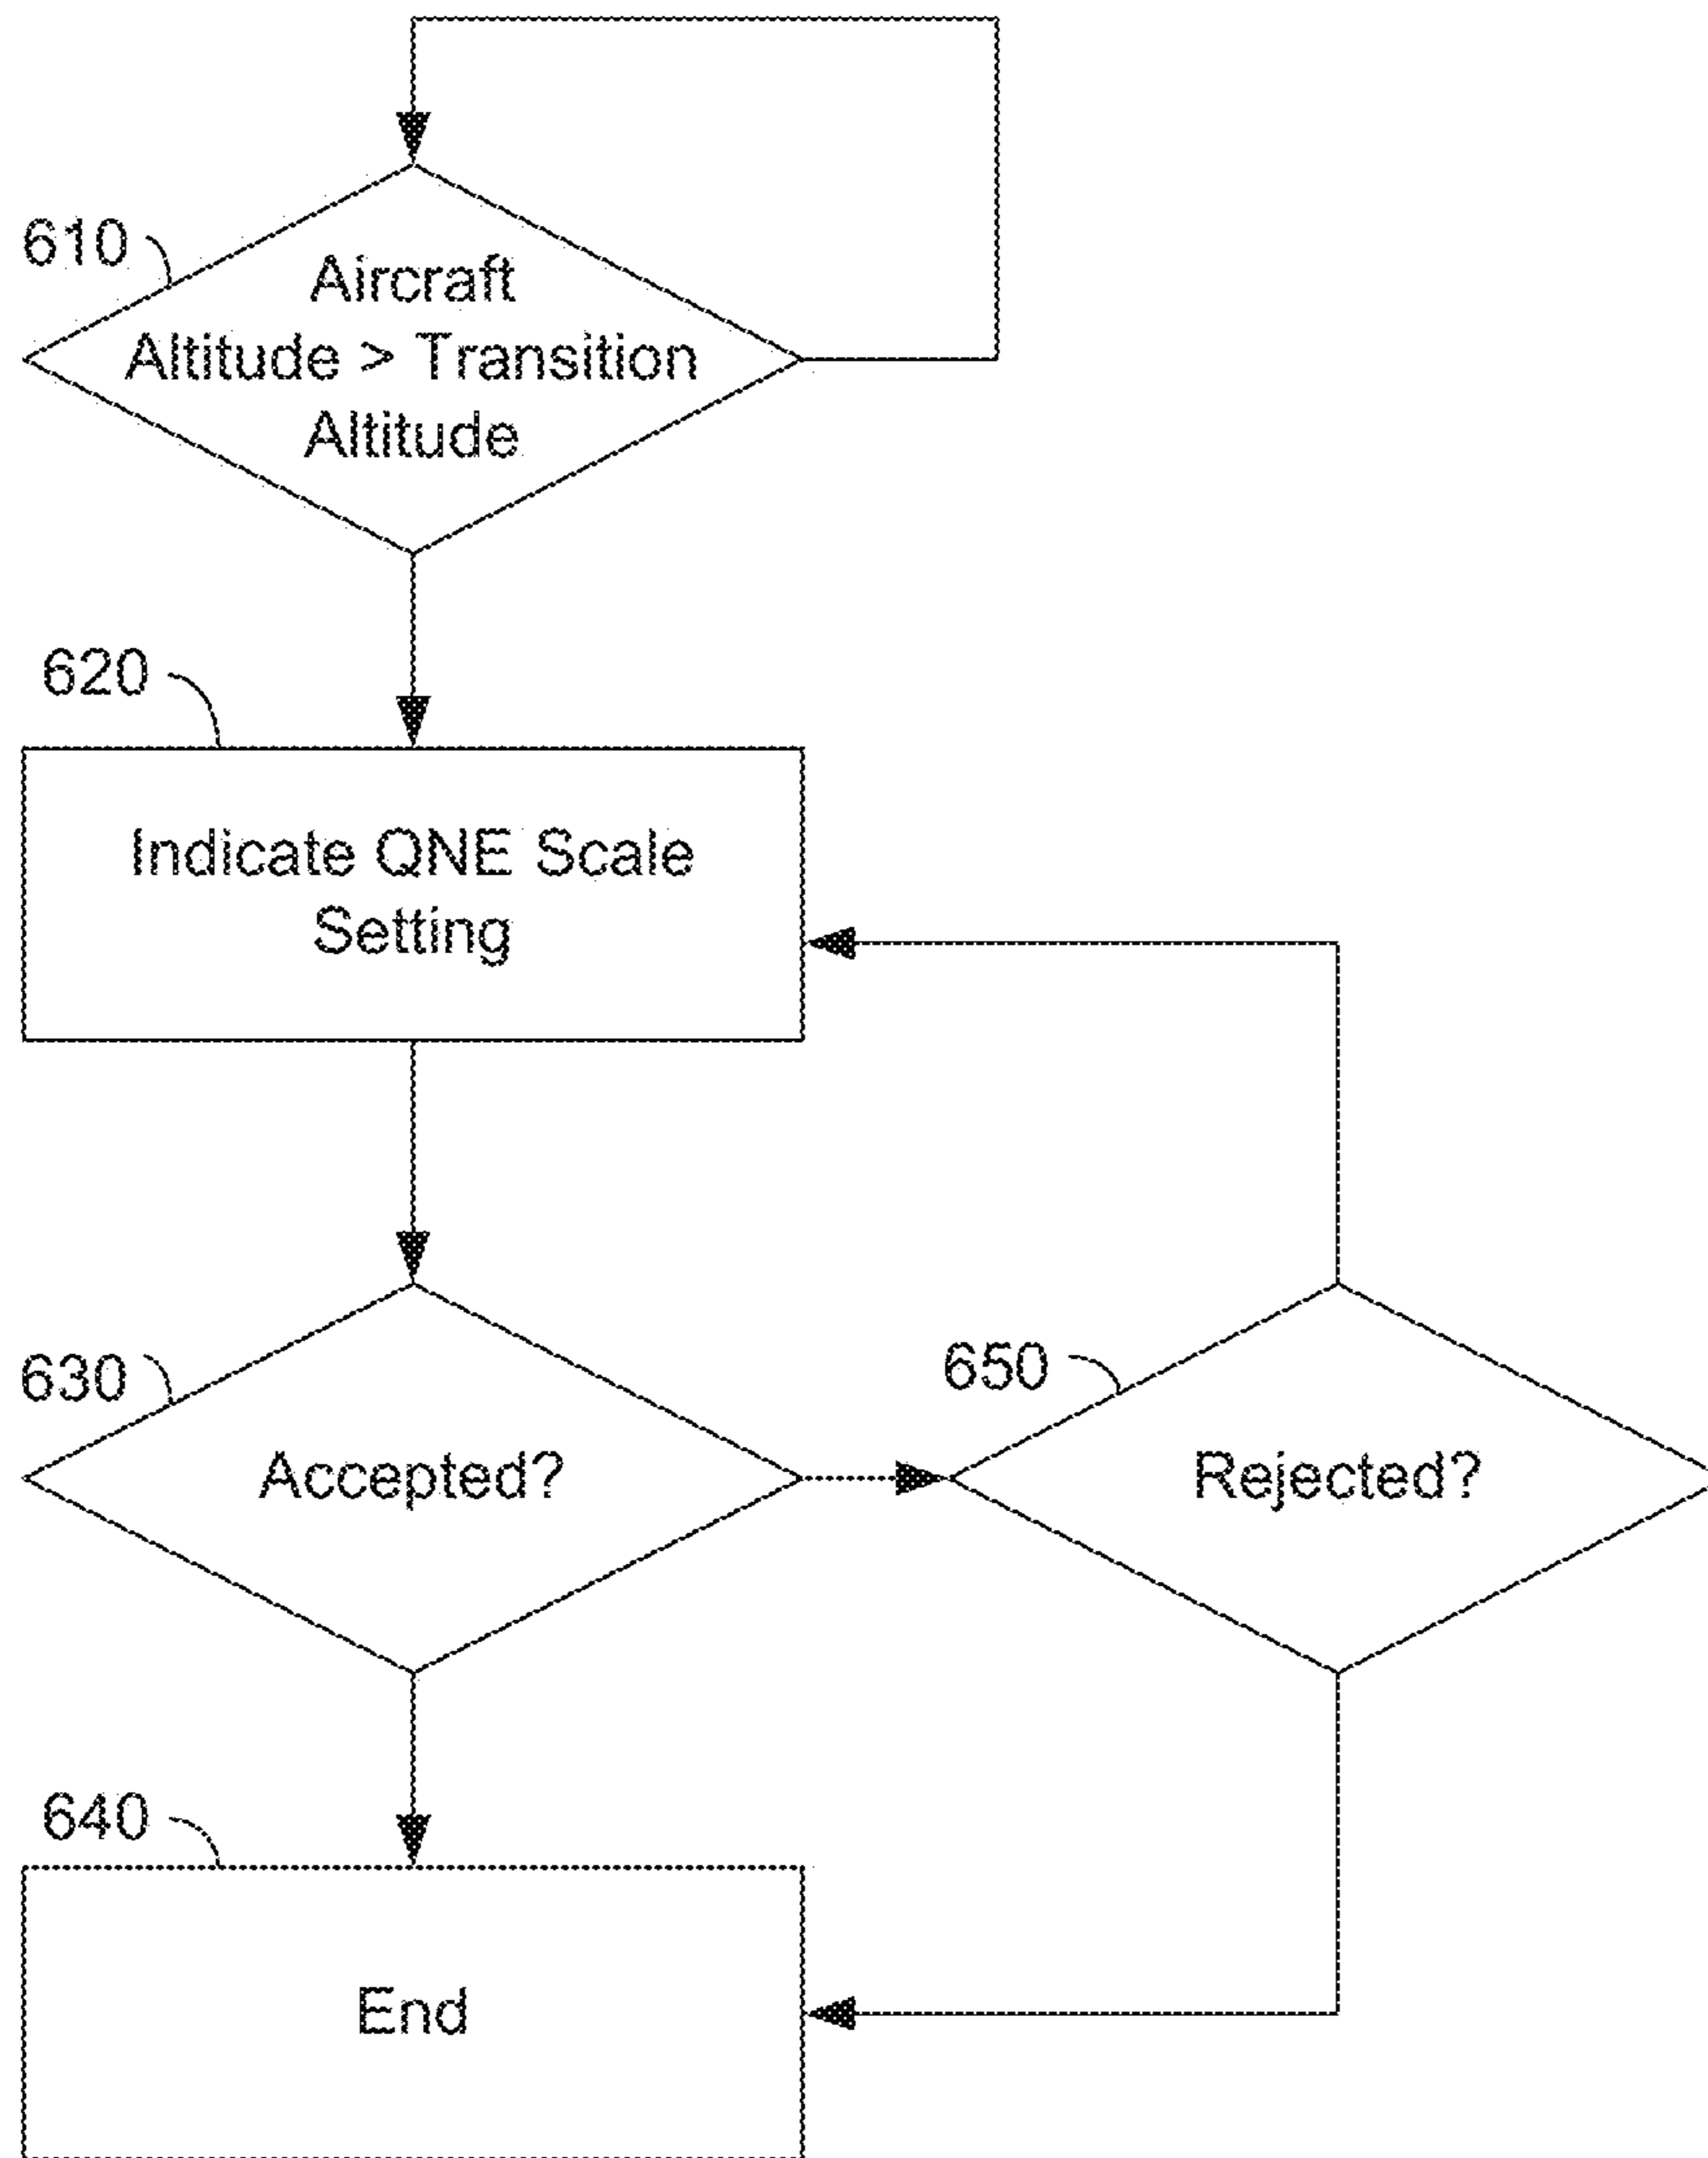 610
Aircraft
Altitude > Transition
Altitude
620
Indicate QNE Scale
Setting
630
Accepted?
650
Rejected?
640
End